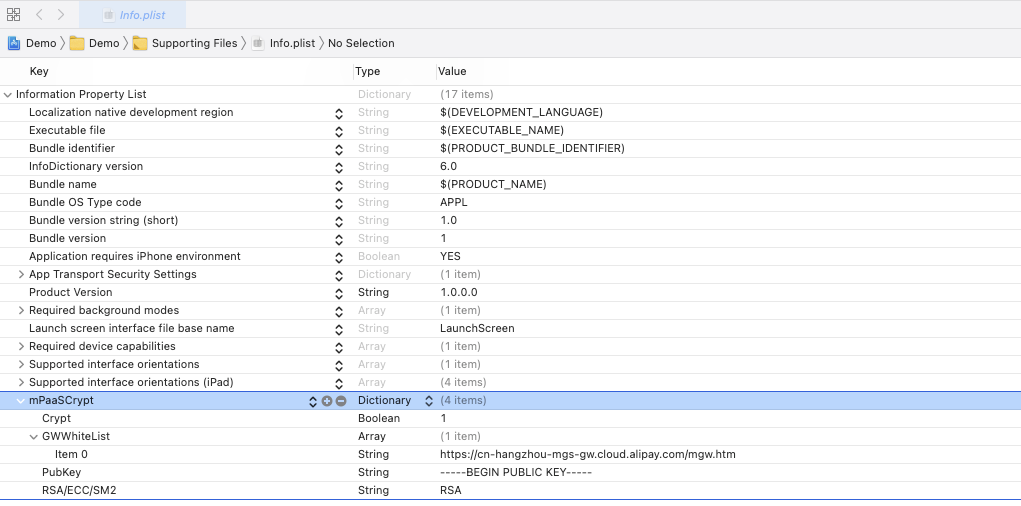 Info.plist
Demo Demo Supporting Files Info.plist No Selection
Key Type Value
Information Property List Dictionary (17 items)
Localization native development region String $(DEVELOPMENT_LANGUAGE)
Executable file String $(EXECUTABLE_NAME)
Bundle identifier String $(PRODUCT_BUNDLE_IDENTIFIER)
InfoDictionary version String 6.0
Bundle name String $(PRODUCT_NAME)
Bundle OS Type code String APPL
Bundle version string (short) String 1.0
Bundle version String 1
Application requires iPhone environment Boolean YES
App Transport Security Settings Dictionary (1 item)
Product Version String 1.0.0.0
Required background modes Array (1 item)
Launch screen interface file base name String LaunchScreen
Required device capabilities Array (1 item)
Supported interface orientations Array (1 item)
Supported interface orientations (iPad) Array (4 items)
mPaaSCrypt Dictionary (4 items)
Crypt Boolean 1
GWWhiteList Array (1 item)
Item 0 String https://cn-hangzhou-mgs-gw.cloud.alipay.com/mgw.htm
PubKey String -----BEGIN PUBLIC KEY-----
RSA/ECC/SM2 String RSA